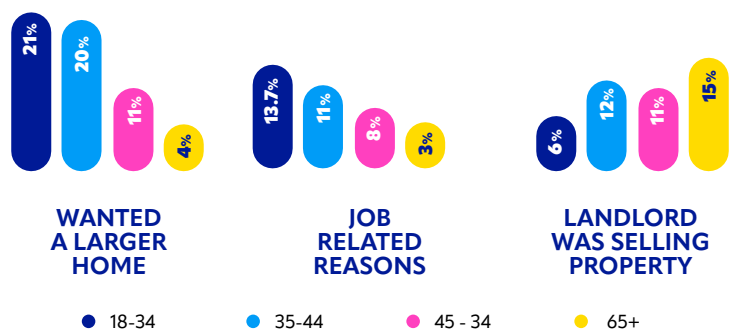 21%
20%
11%
4%
13.7%
11%
8%
3%
6%
12%
11%
15%
WANTED
A LARGER
HOME
JOB
RELATED
REASONS
LANDLORD
WAS SELLING
PROPERTY
18-34
35-44
45 - 34
65+